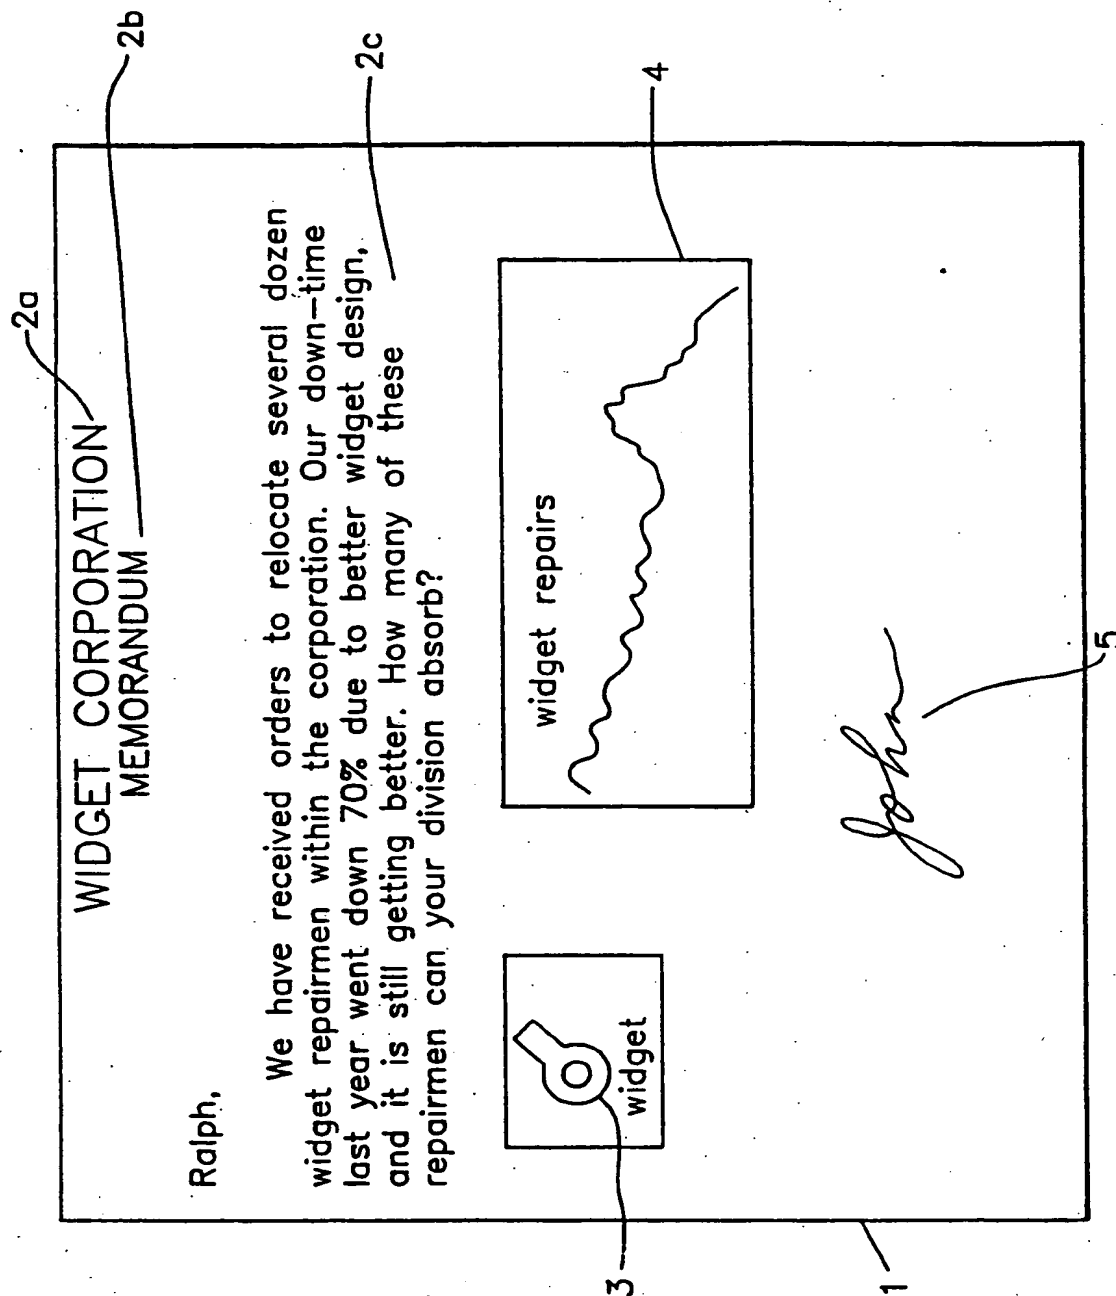 2a
2b
WIDGET CORPORATION
MEMORANDUM
Ralph,
We have received orders to relocate several dozen
widget repairmen within the corporation. Our down-time
last year went down 70% due to better widget design,
and it is still getting better. How many of these
repairmen can your division absorb?
2c
widget
widget repairs
3
4
John
1
5